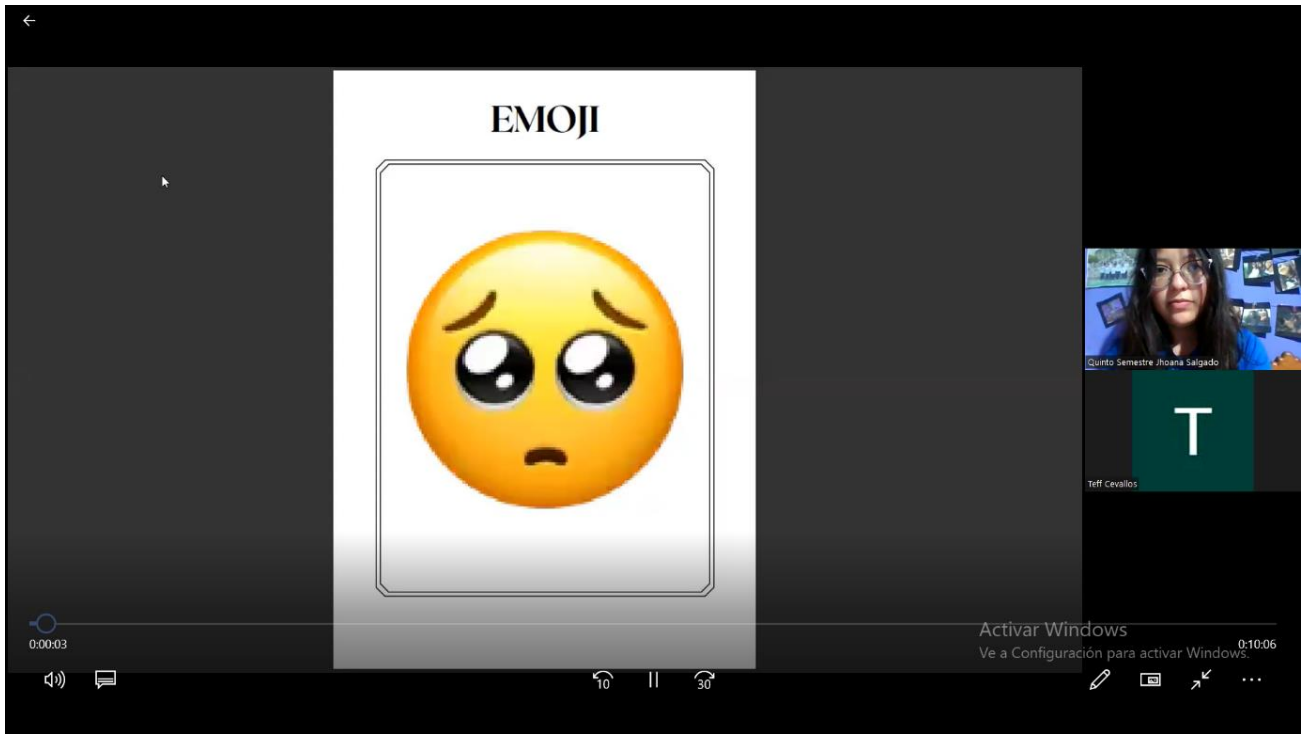 EMOJI
Quinto Semestre Jhoana Salgado
T
Teff Cevallos
Activar Windows
Ve a Configuración para activar Windows.
0:00:03
0:10:06
10
30